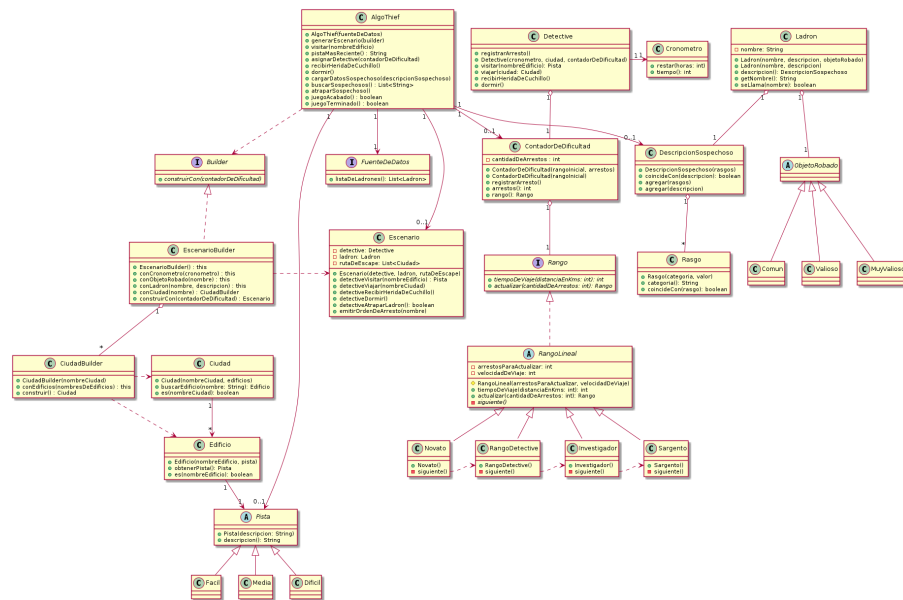 AlgoThief
AlgoThief(fuenteDeDatos)
generarEscenario(builder)
visitar(nombreEdificio)
pistaMasReciente() : String
asignarDetective(contadorDeDificultad)
recibirHeridaDeCuchillo()
dormir()
cargarDatosSospechoso(descripcionSospechoso)
buscarSospechosos() : List<String>
atraparSospechoso()
juegoAcabado() : boolean
juegoTerminado() : boolean
Detective
registrarArresto()
Detective(cronometro, ciudad, contadorDeDificultad)
visitar(nombreEdificio): Pista
viajar(ciudad: Ciudad)
recibirHeridaDeCuchillo()
dormir()
Cronometro
restar(horas: int)
tiempo(): int
Ladron
nombre: String
Ladron(nombre, descripcion, objetoRobado)
Ladron(nombre, descripcion)
descripcion(): DescripcionSospechoso
getNombre(): String
seLlama(nombre): boolean
Builder
construirCon(contadorDeDificultad)
FuenteDeDatos
listaDeLadrones(): List<Ladron>
ContadorDeDificultad
cantidadDeArrestos : int
ContadorDeDificultad(rangoInicial, arrestos)
ContadorDeDificultad(rangoInicial)
registrarArresto()
arrestos(): int
rango(): Rango
DescripcionSospechoso
DescripcionSospechoso(rasgos)
coincideCon(descripcion): boolean
agregar(rasgos)
agregar(descripcion)
ObjetoRobado
EscenarioBuilder
EscenarioBuilder() : this
conCronometro(cronometro) : this
conObjetoRobado(nombre) : this
conLadron(nombre, descripcion) : this
conCiudad(nombre) : CiudadBuilder
construirCon(contadorDeDificultad) : Escenario
Escenario
detective: Detective
ladron: Ladron
rutaDeEscape: List<Ciudad>
Escenario(detective, ladron, rutaDeEscape)
detectiveVisitar(nombreEdificio) : Pista
detectiveViajar(nombreCiudad)
detectiveRecibirHeridaDeCuchillo()
detectiveDormir()
detectiveAtraparLadron(): boolean
emitirOrdenDeArresto(nombre)
Rango
tiempoDeViaje(distanciaEnKms: int): int
actualizar(cantidadDeArrestos: int): Rango
Rasgo
Rasgo(categoria, valor)
categoria(): String
coincideCon(rasgo): boolean
Comun
Valioso
MuyValioso
CiudadBuilder
CiudadBuilder(nombreCiudad)
conEdificios(nombresDeEdificios) : this
construir() : Ciudad
Ciudad
Ciudad(nombreCiudad, edificios)
buscarEdificio(nombre: String): Edificio
es(nombreCiudad): boolean
RangoLineal
arrestosParaActualizar: int
velocidadDeViaje: int
RangoLineal(arrestosParaActualizar, velocidadDeViaje)
tiempoDeViaje(distanciaEnKms: int): int
actualizar(cantidadDeArrestos: int): Rango
siguiente()
Edificio
Edificio(nombreEdificio, pista)
obtenerPista(): Pista
es(nombreEdificio): boolean
Novato
Novato()
siguiente()
RangoDetective
RangoDetective()
siguiente()
Investigador
Investigador()
siguiente()
Sargento
Sargento()
siguiente()
Pista
Pista(descripcion: String)
descripcion(): String
Facil
Media
Dificil